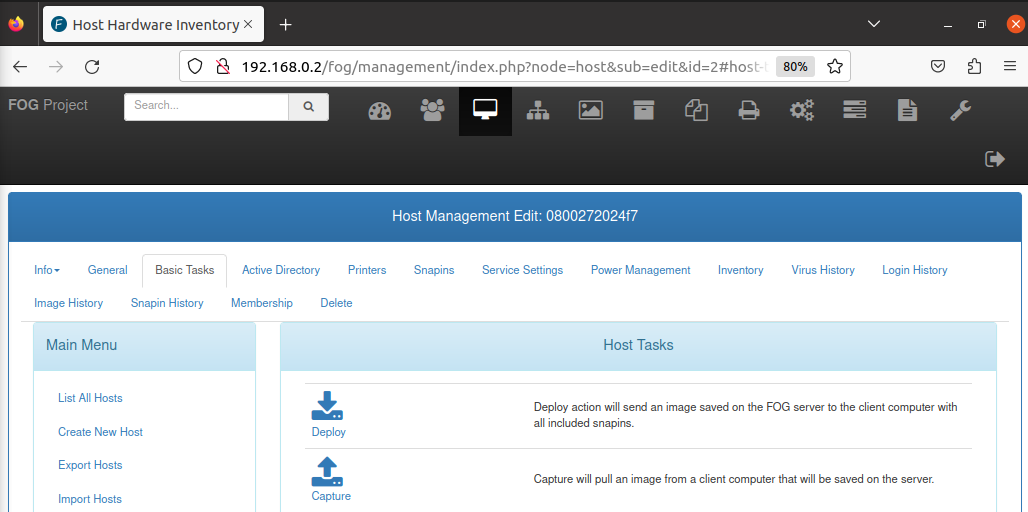 Host Hardware Inventory
192.168.0.2/fog/management/index.php?node=host&sub=edit&id=2#host-
80%
FOG Project
Search...
Host Management Edit: 0800272024f7
Info General Basic Tasks Active Directory Printers Snapins Service Settings Power Management Inventory Virus History Login History
Image History Snapin History Membership Delete
Main Menu
List All Hosts
Create New Host
Export Hosts
Import Hosts
Host Tasks
Deploy
Deploy action will send an image saved on the FOG server to the client computer with
all included snapins.
Capture
Capture will pull an image from a client computer that will be saved on the server.